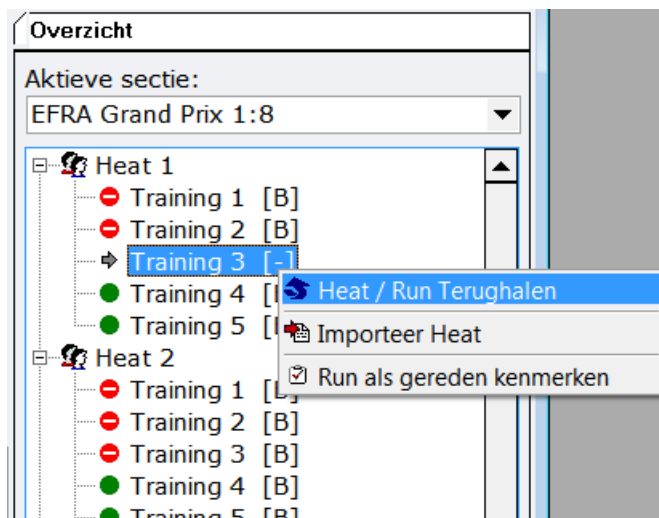 Overzicht
Aktieve sectie:
EFRA Grand Prix 1:8
Heat 1
Training 1 [B]
Training 2 [B]
Training 3 [-]
Training 4
Training 5
Heat / Run Terughalen
Importeer Heat
Run als gereden kenmerken
Heat 2
Training 1
Training 2 [B]
Training 3 [B]
Training 4 [B]
Training 5 [B]